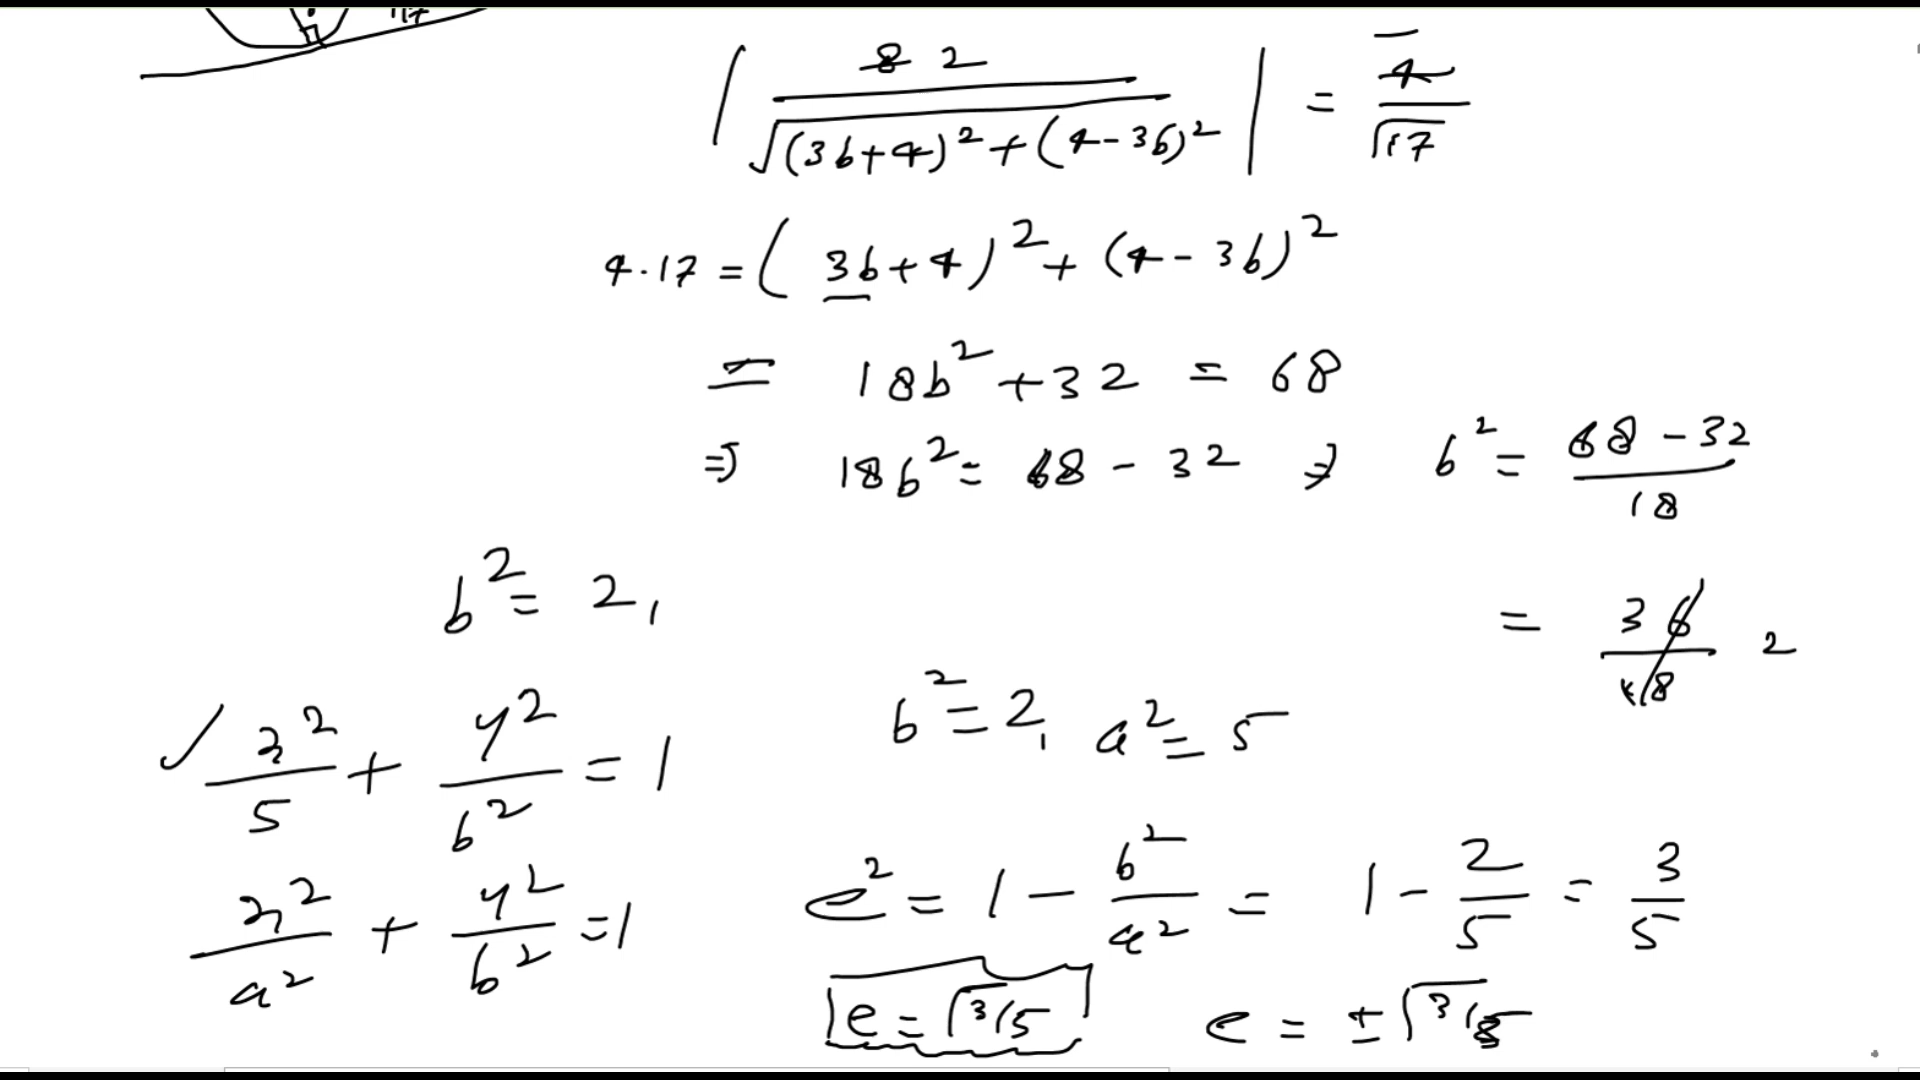 √17
| 8 2 / √((3b+4)² + (4-3b)²) | = 4 / √17
4·17 = (3b+4)² + (4-3b)²
= 18b² + 32 = 68
⇒ 18b² = 68 - 32 ⇒ b² = (68 - 32) / 18
b² = 2,
= 36 / 18 2
x²/5 + y²/b² = 1
b² = 2, a² = 5
x²/a² + y²/b² = 1
e² = 1 - b²/a² = 1 - 2/5 = 3/5
e = √3/5
e = ±√3/5